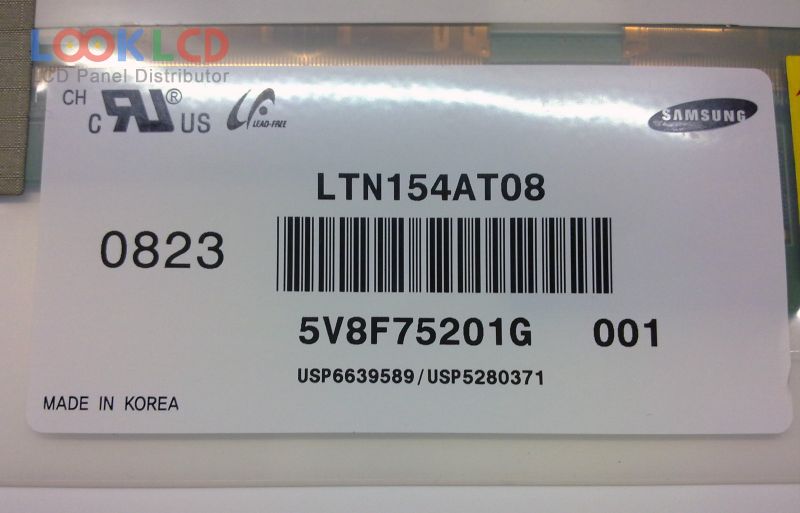 LOOK LCD
LCD Panel Distributor
CH
C RU ® US
LEAD-FREE
SAMSUNG
LTN154AT08
0823
5V8F75201G 001
USP6639589/USP5280371
MADE IN KOREA